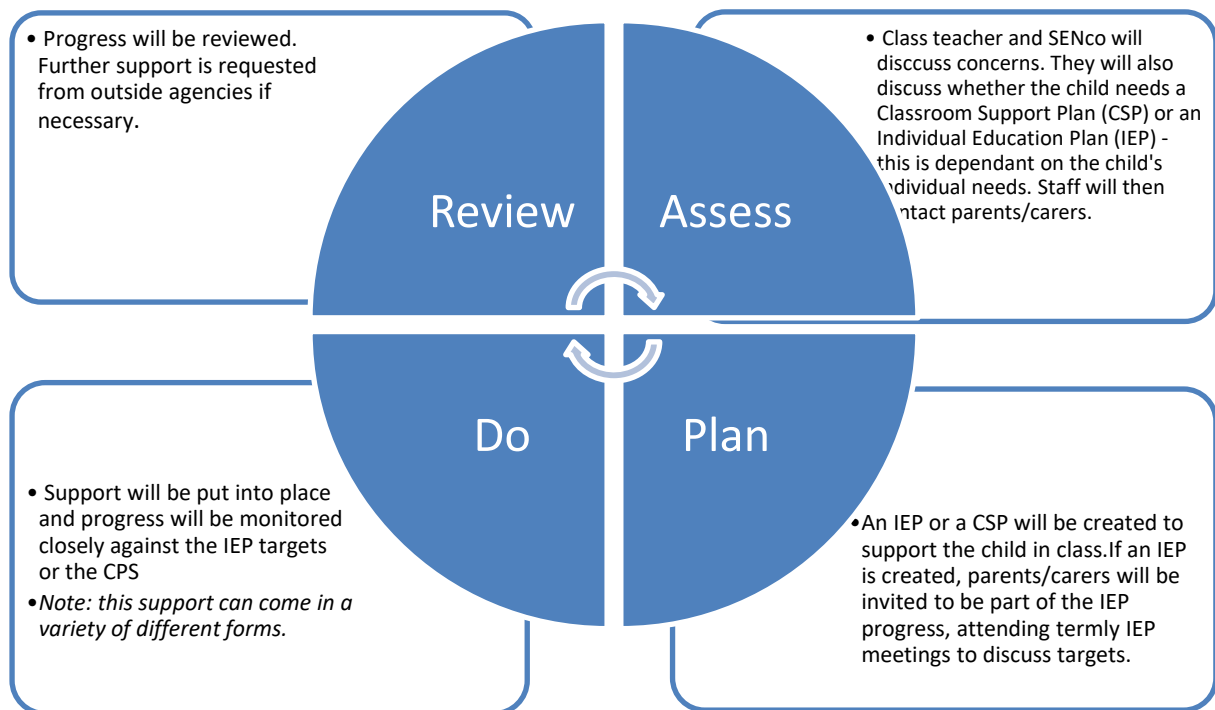 • Progress will be reviewed.
Further support is requested
from outside agencies if
necessary.
Review
Assess
• Class teacher and SENco will
disccuss concerns. They will also
discuss whether the child needs a
Classroom Support Plan (CSP) or an
Individual Education Plan (IEP) -
this is dependant on the child's
individual needs. Staff will then
contact parents/carers.
Do
Plan
• Support will be put into place
and progress will be monitored
closely against the IEP targets
or the CPS
•Note: this support can come in a
variety of different forms.
•An IEP or a CSP will be created to
support the child in class.If an IEP
is created, parents/carers will be
invited to be part of the IEP
progress, attending termly IEP
meetings to discuss targets.